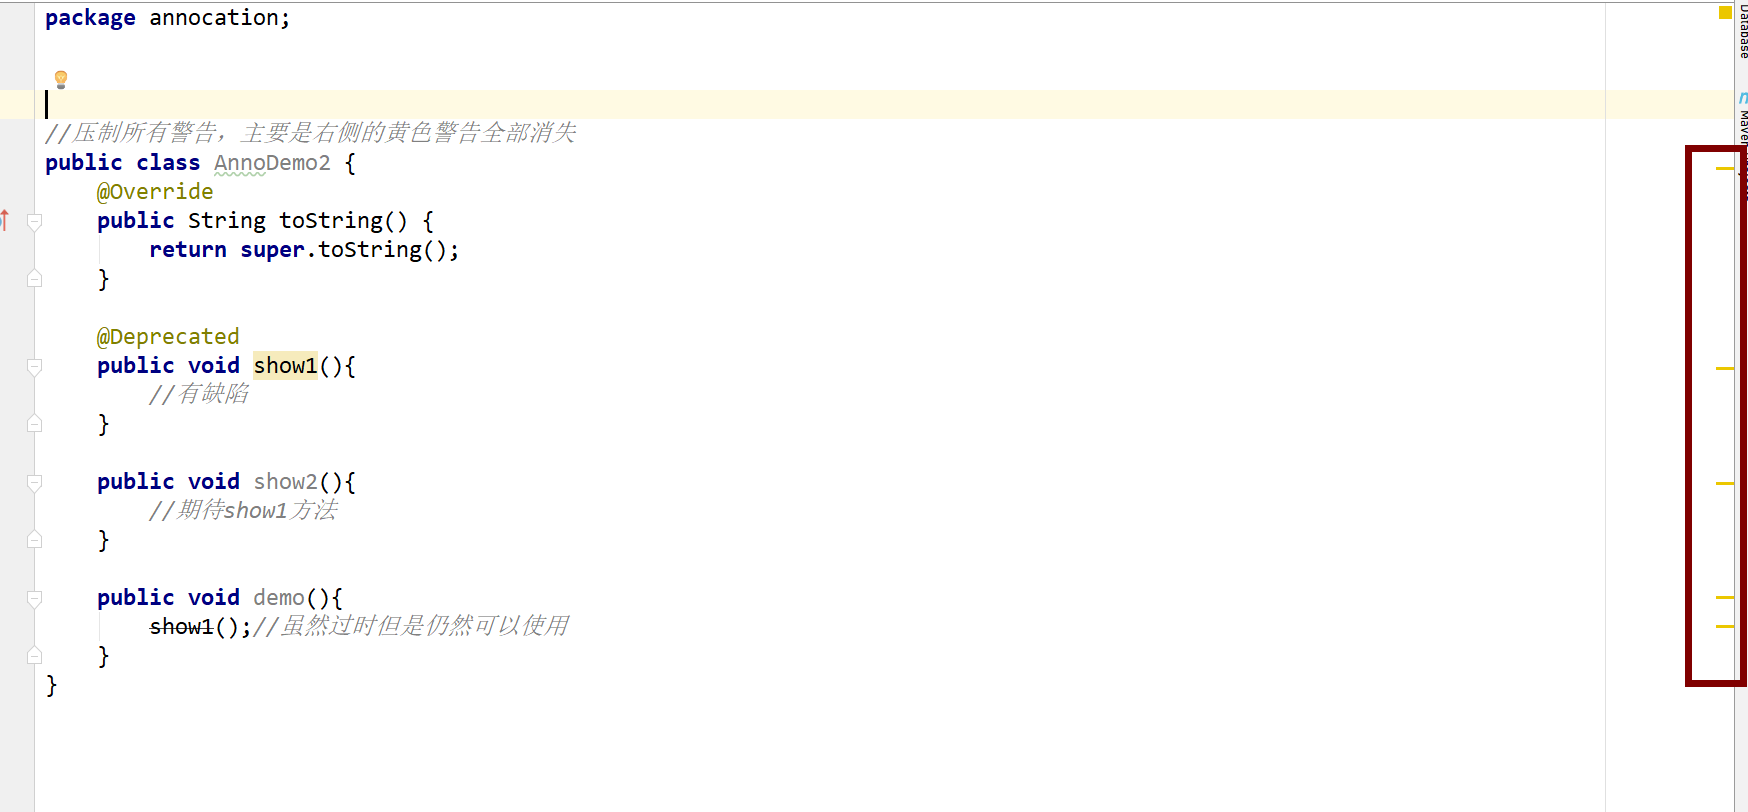 package annocation;
//压制所有警告，主要是右侧的黄色警告全部消失
public class AnnoDemo2 {
@Override
public String toString() {
return super.toString();
}
@Deprecated
public void show1(){
//有缺陷
}
public void show2(){
//期待show1方法
}
public void demo(){
show1();//虽然过时但是仍然可以使用
}
}
Database
Maven